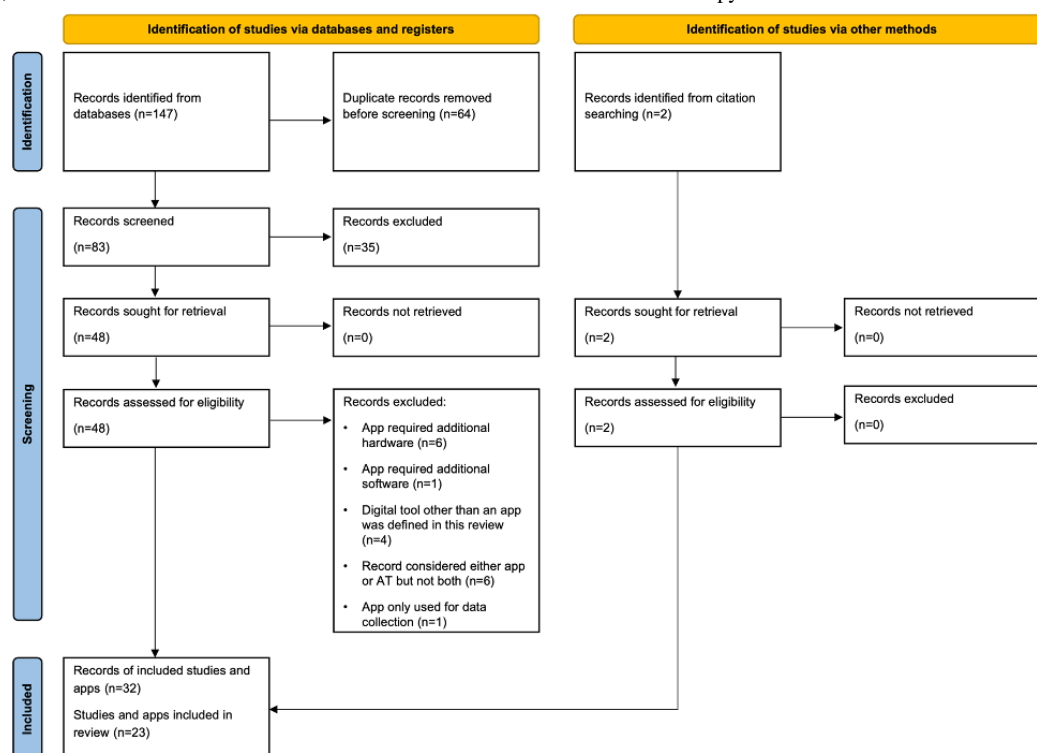 py
Identification of studies via databases and registers
Identification of studies via other methods
Identification
Records identified from
databases (n=147)
Duplicate records removed
before screening (n=64)
Records identified from citation
searching (n=2)
Screening
Records screened
(n=83)
Records excluded
(n=35)
Records sought for retrieval
(n=48)
Records not retrieved
(n=0)
Records sought for retrieval
(n=2)
Records not retrieved
(n=0)
Records assessed for eligibility
(n=48)
Records excluded:
• App required additional
hardware (n=6)
• App required additional
software (n=1)
• Digital tool other than an app
was defined in this review
(n=4)
• Record considered either app
or AT but not both (n=6)
• App only used for data
collection (n=1)
Records assessed for eligibility
(n=2)
Records excluded
(n=0)
Included
Records of included studies and
apps (n=32)
Studies and apps included in
review (n=23)